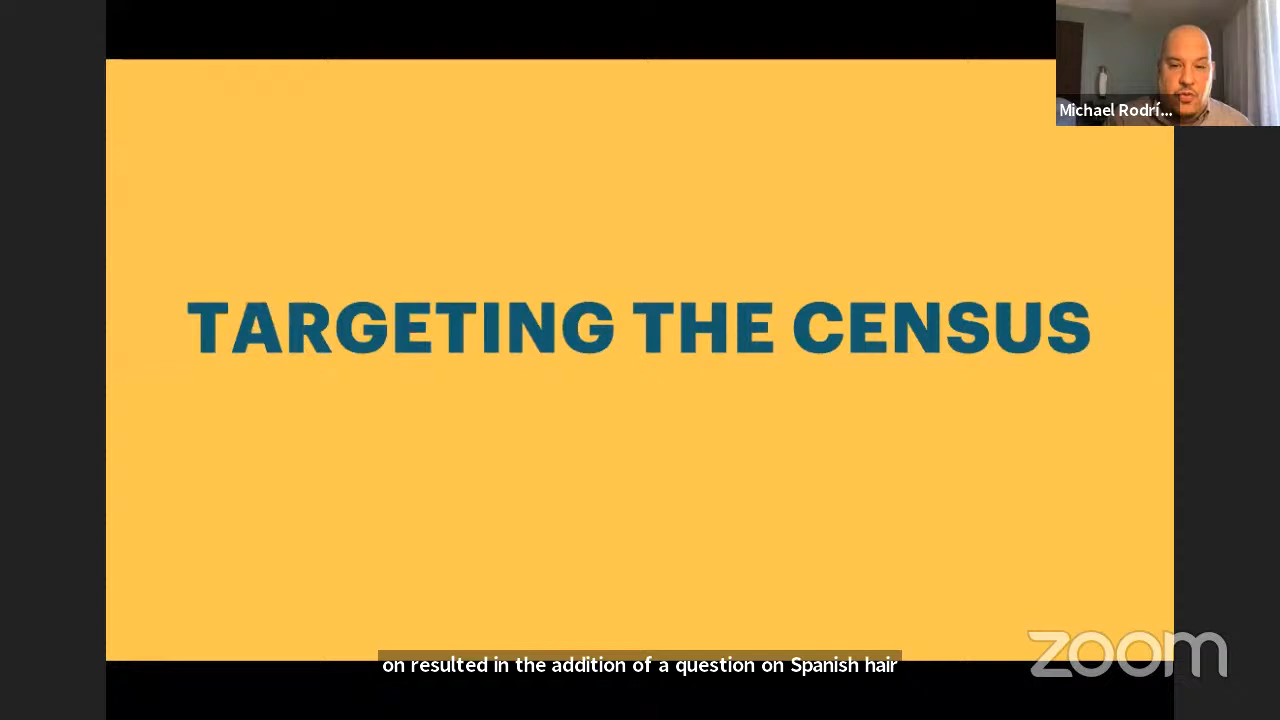 Michael Rodrí...
TARGETING THE CENSUS
zoom
on resulted in the addition of a question on Spanish hair